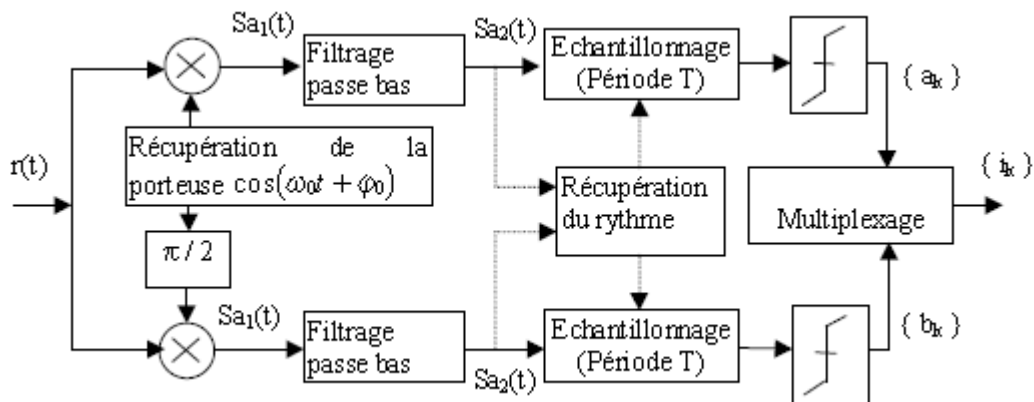 Sa₁(t)
Filtrage
passe bas
Sa₂(t)
Echantillonnage
(Période T)
{ aₖ }
r(t)
Récupération de la
porteuse cos(ω₀t + φ₀)
π / 2
Récupération
du rythme
Multiplexage
{ iₖ }
Sa₁(t)
Filtrage
passe bas
Sa₂(t)
Echantillonnage
(Période T)
{ bₖ }